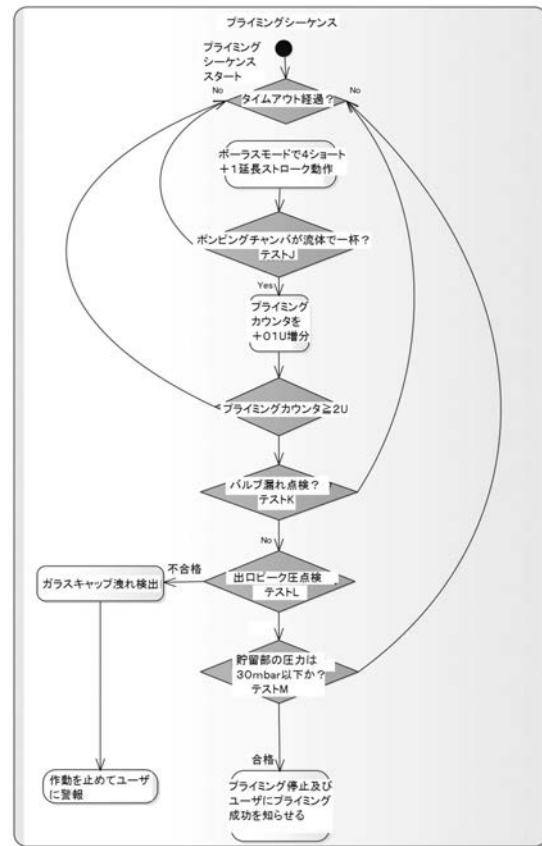 プライミングシーケンス
プライミング
シーケンス
スタート
No
No
タイムアウト経過?
ボーラスモードで4ショート
+1延長ストローク動作
ポンピングチャンバが流体で一杯?
テストJ
Yes
プライミング
カウンタを
+01U増分
プライミングカウンタ≧2U
バルブ漏れ点検?
テストK
No
不合格
出口ピーク圧点検
テストL
ガラスキャップ洩れ検出
貯留部の圧力は
30mbar以下か?
テストM
合格
作動を止めてユーザ
に警報
プライミング停止及び
ユーザにプライミング
成功を知らせる